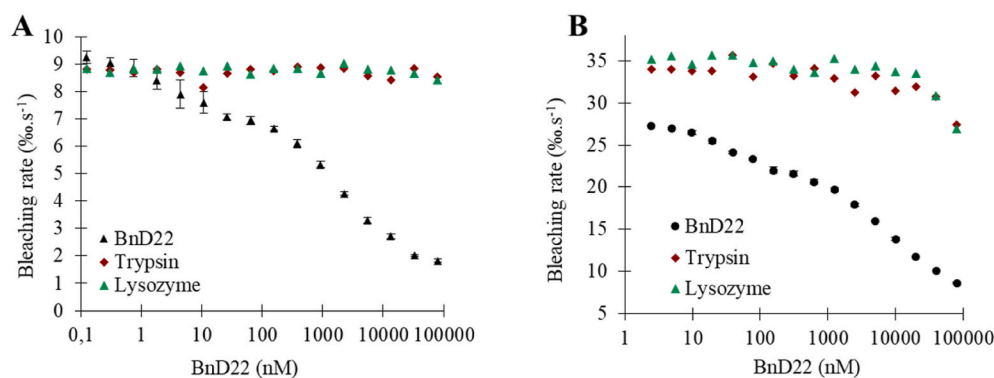 A
10
9
8
7
6
5
4
3
2
1
0
Bleaching rate (‰.s⁻¹)
BnD22
Trypsin
Lysozyme
0,1 1 10 100 1000 10000 100000
BnD22 (nM)
B
35
30
25
20
15
10
5
Bleaching rate (‰.s⁻¹)
BnD22
Trypsin
Lysozyme
1 10 100 1000 10000 100000
BnD22 (nM)